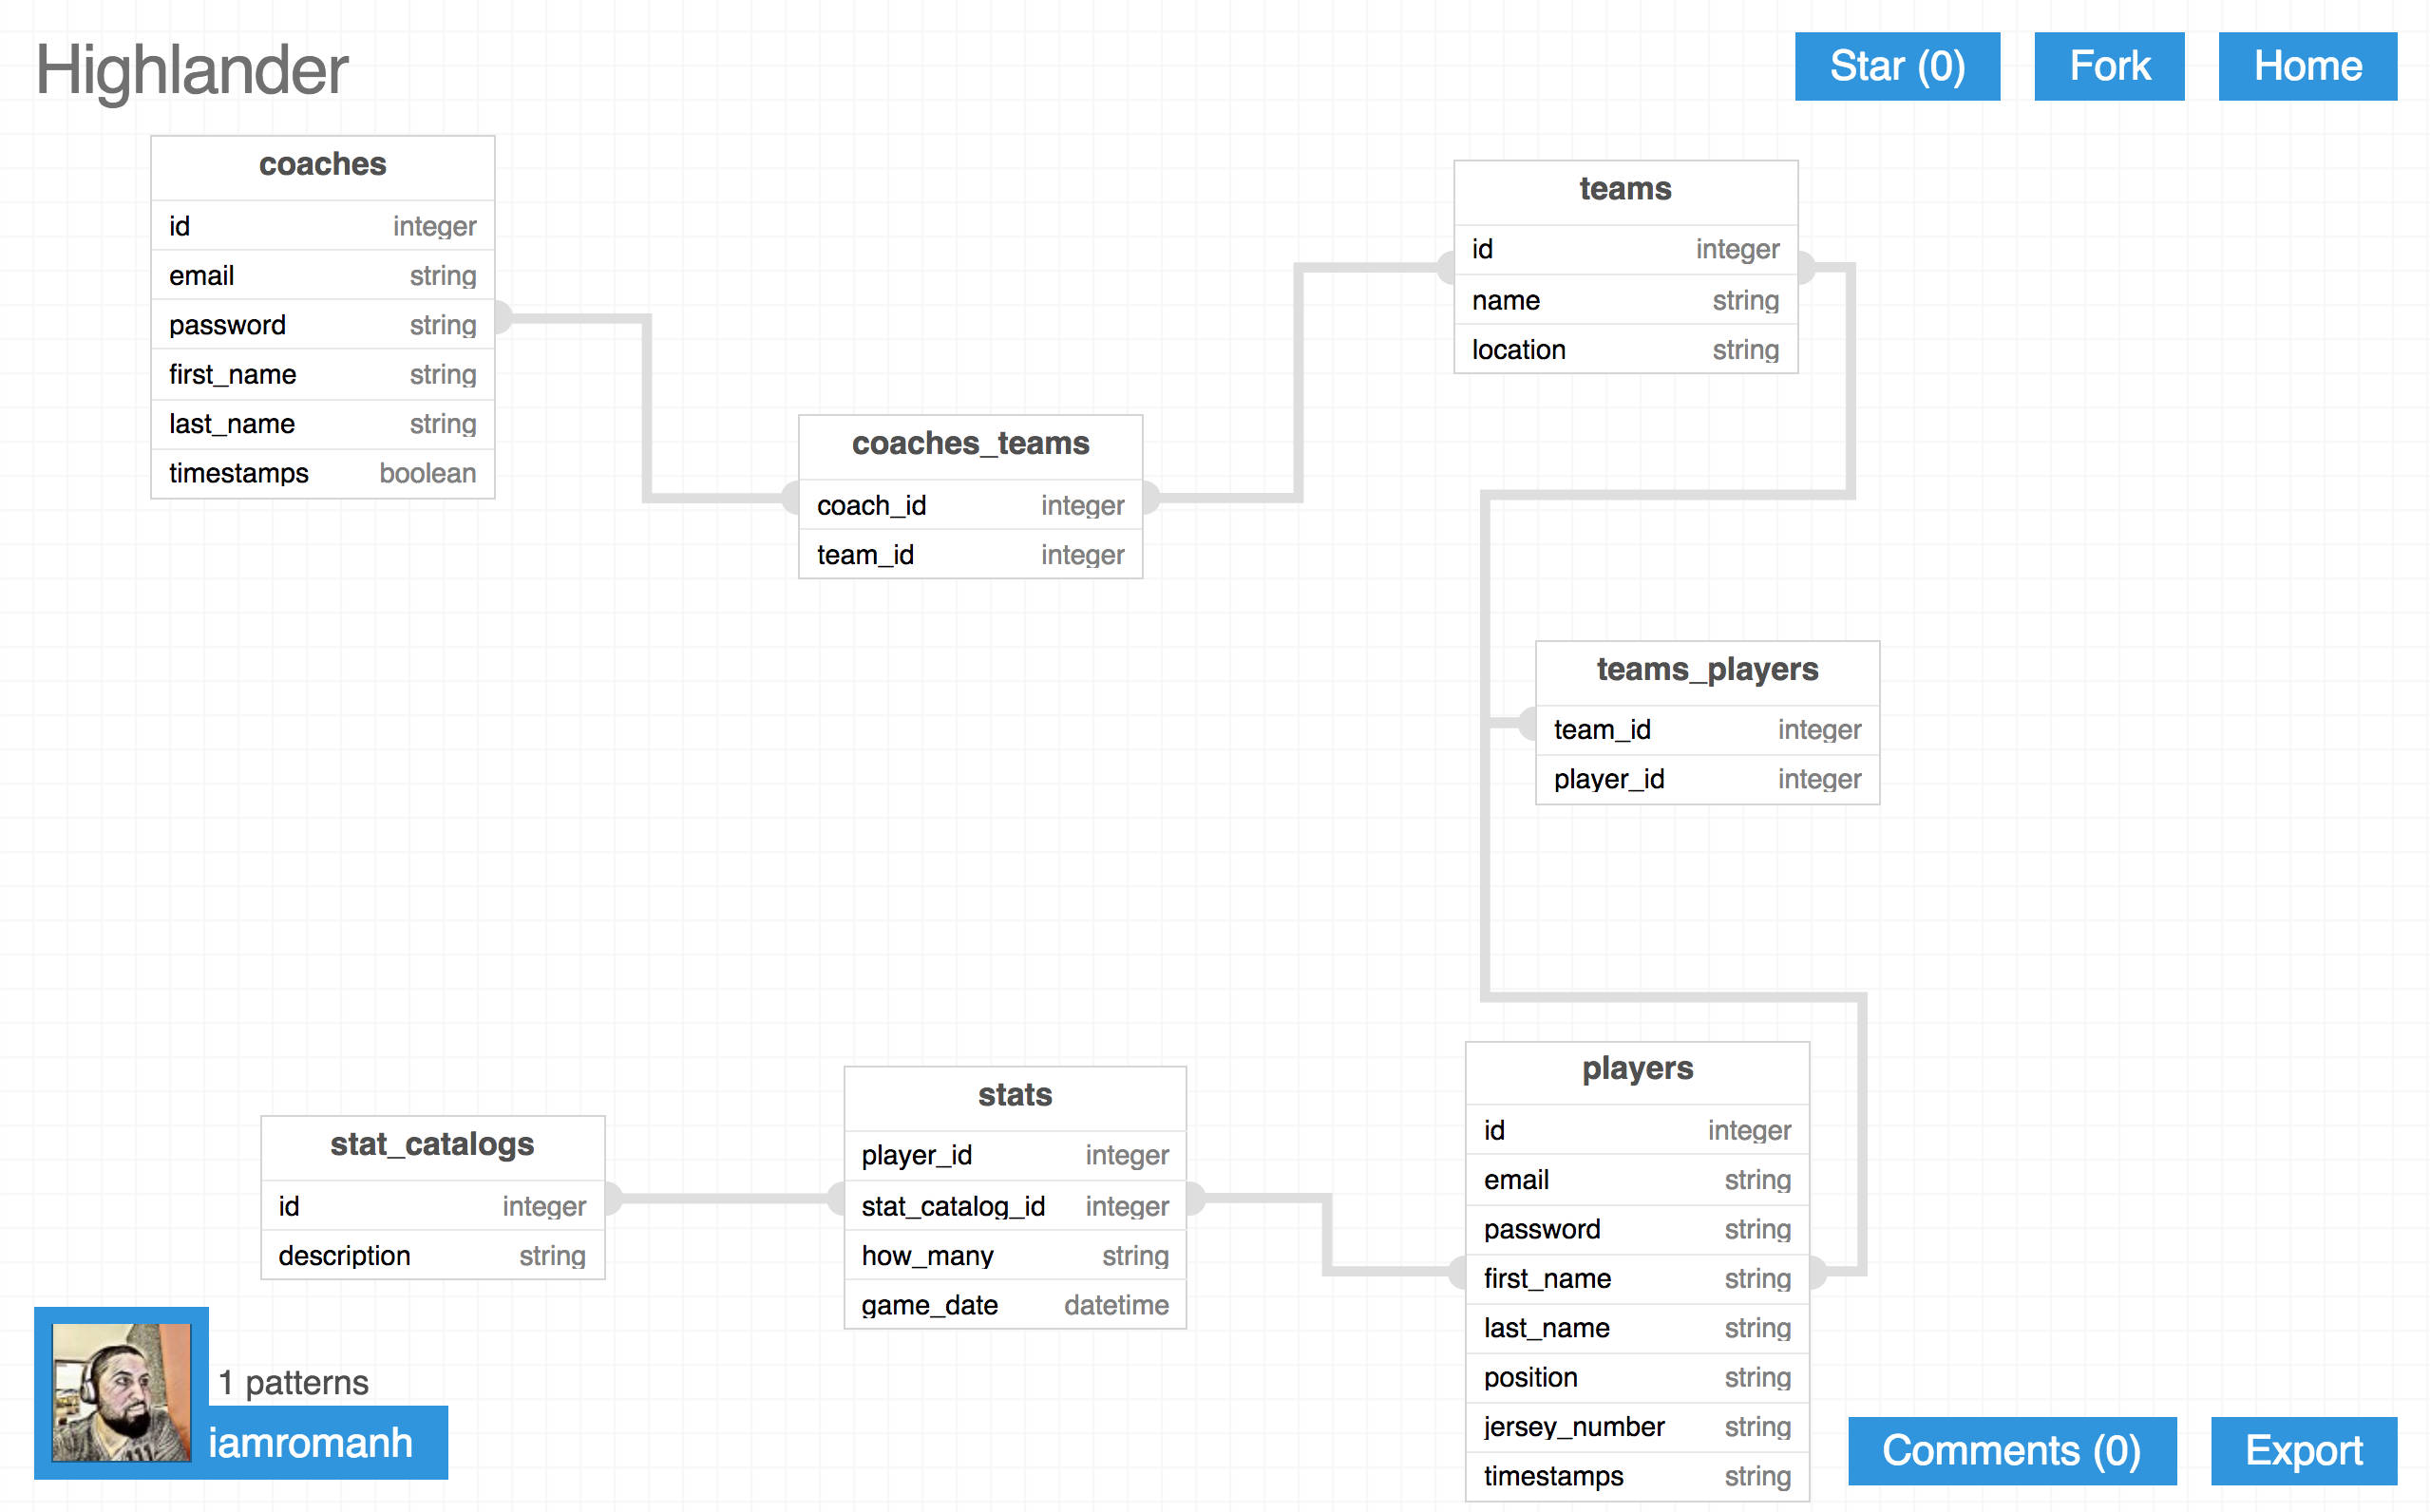 Highlander
Star (0)
Fork
Home
coaches
id integer
email string
password string
first_name string
last_name string
timestamps boolean
teams
id integer
name string
location string
coaches_teams
coach_id integer
team_id integer
teams_players
team_id integer
player_id integer
stat_catalogs
id integer
description string
stats
player_id integer
stat_catalog_id integer
how_many string
game_date datetime
players
id integer
email string
password string
first_name string
last_name string
position string
jersey_number string
timestamps string
1 patterns
iamromanh
Comments (0)
Export